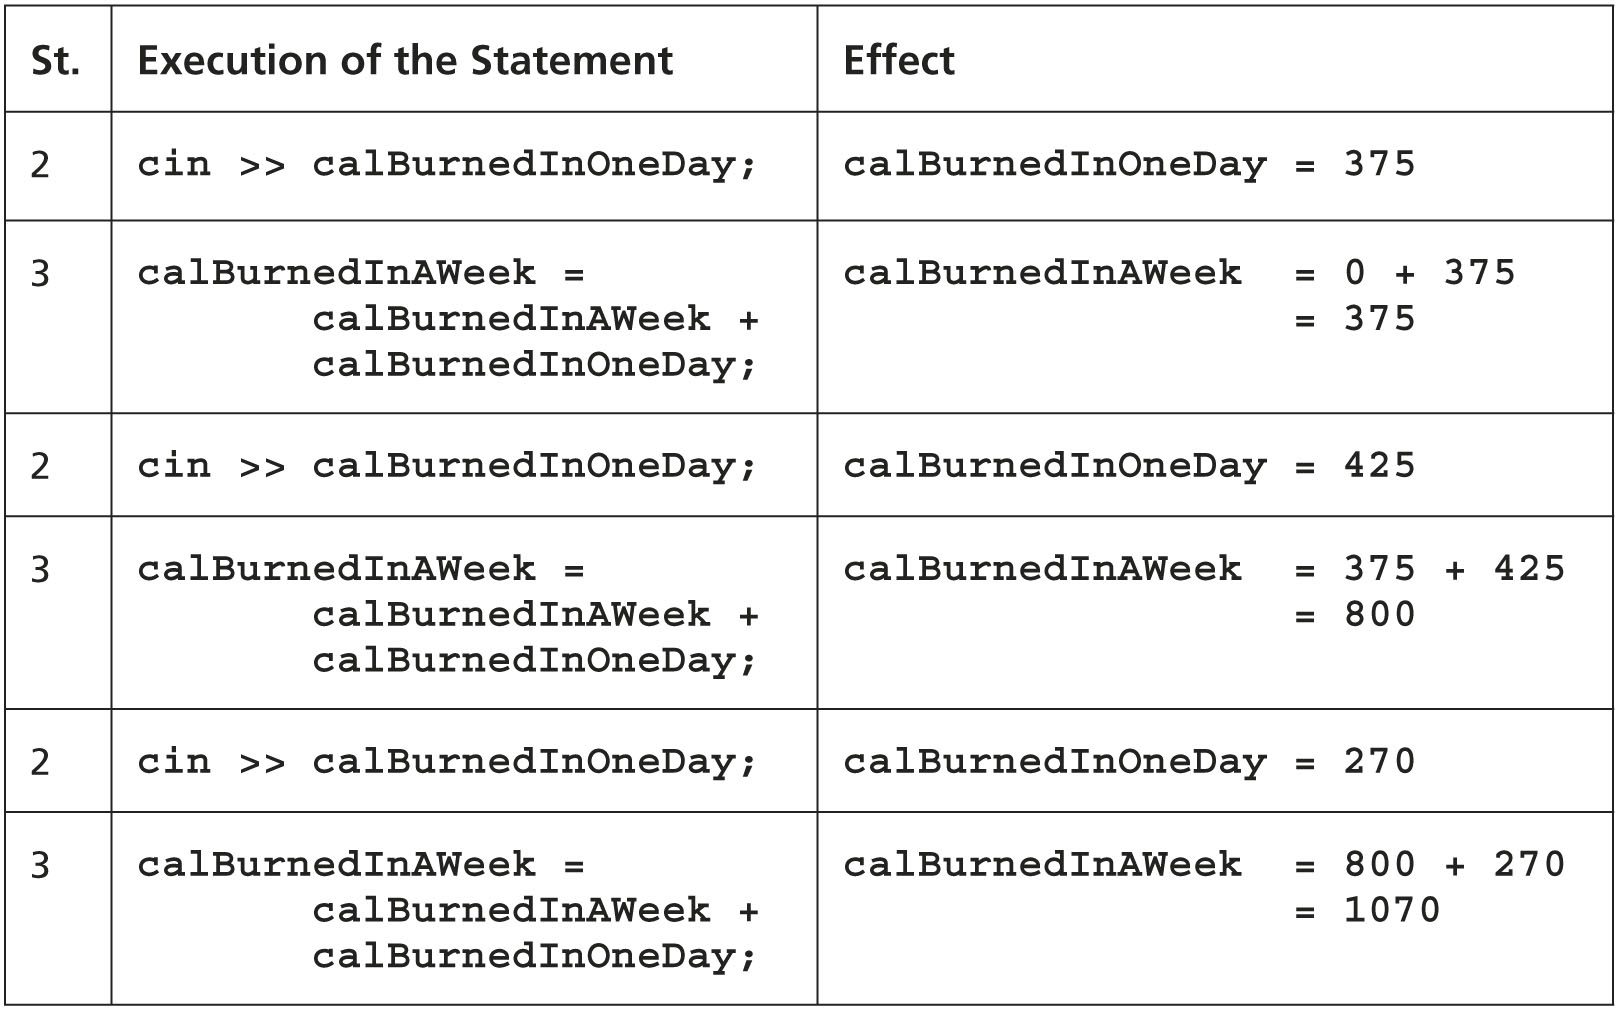 St. Execution of the Statement Effect
2 cin >> calBurnedInOneDay; calBurnedInOneDay = 375
3 calBurnedInAWeek = calBurnedInAWeek = 0 + 375
calBurnedInAWeek + = 375
calBurnedInOneDay;
2 cin >> calBurnedInOneDay; calBurnedInOneDay = 425
3 calBurnedInAWeek = calBurnedInAWeek = 375 + 425
calBurnedInAWeek + = 800
calBurnedInOneDay;
2 cin >> calBurnedInOneDay; calBurnedInOneDay = 270
3 calBurnedInAWeek = calBurnedInAWeek = 800 + 270
calBurnedInAWeek + = 1070
calBurnedInOneDay;